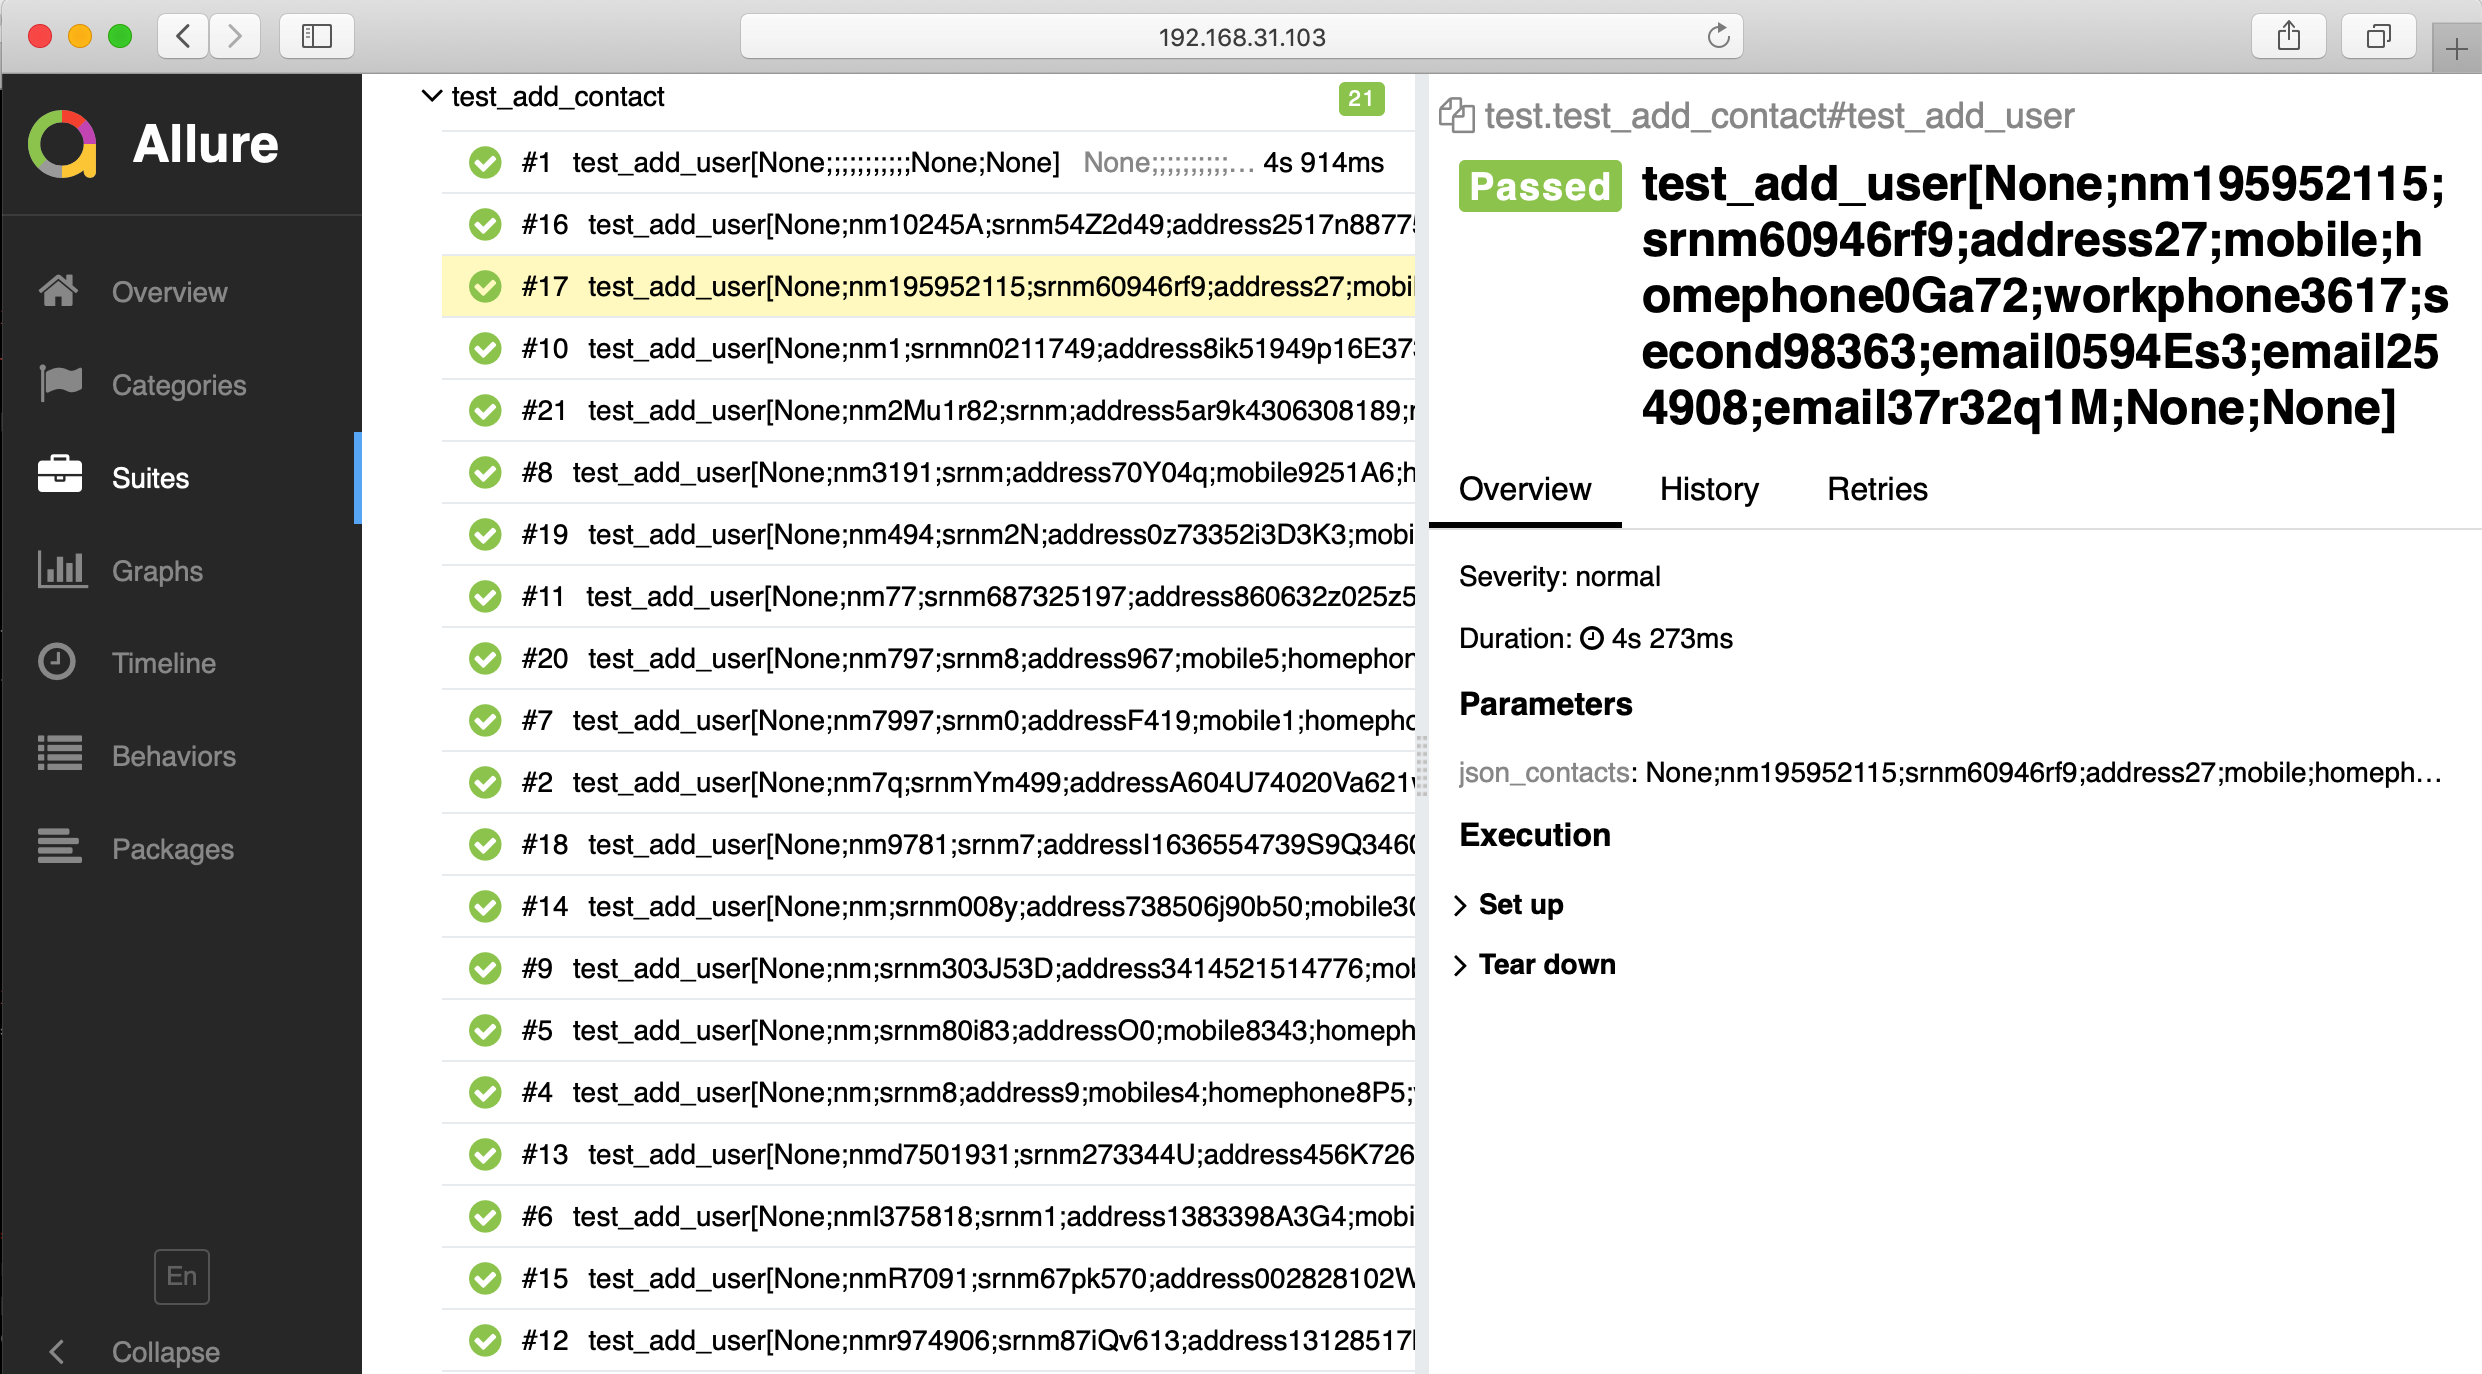 192.168.31.103
Allure
Overview
Categories
Suites
Graphs
Timeline
Behaviors
Packages
En
Collapse
test_add_contact 21
#1 test_add_user[None;;;;;;;;;;;None;None] None;;;;;;;;;;... 4s 914ms
#16 test_add_user[None;nm10245A;srnm54Z2d49;address2517n8877
#17 test_add_user[None;nm195952115;srnm60946rf9;address27;mobil
#10 test_add_user[None;nm1;srnmn0211749;address8ik51949p16E37
#21 test_add_user[None;nm2Mu1r82;srnm;address5ar9k4306308189;
#8 test_add_user[None;nm3191;srnm;address70Y04q;mobile9251A6;h
#19 test_add_user[None;nm494;srnm2N;address0z73352i3D3K3;mobi
#11 test_add_user[None;nm77;srnm687325197;address860632z025z5
#20 test_add_user[None;nm797;srnm8;address967;mobile5;homephon
#7 test_add_user[None;nm7997;srnm0;addressF419;mobile1;homepho
#2 test_add_user[None;nm7q;srnmYm499;addressA604U74020Va621
#18 test_add_user[None;nm9781;srnm7;addressI1636554739S9Q346
#14 test_add_user[None;nm;srnm008y;address738506j90b50;mobile3
#9 test_add_user[None;nm;srnm303J53D;address3414521514776;mob
#5 test_add_user[None;nm;srnm80i83;addressO0;mobile8343;homeph
#4 test_add_user[None;nm;srnm8;address9;mobiles4;homephone8P5;
#13 test_add_user[None;nmd7501931;srnm273344U;address456K726
#6 test_add_user[None;nmI375818;srnm1;address1383398A3G4;mobi
#15 test_add_user[None;nmR7091;srnm67pk570;address002828102W
#12 test_add_user[None;nmr974906;srnm87iQv613;address13128517
test.test_add_contact#test_add_user
Passed test_add_user[None;nm195952115;
srnm60946rf9;address27;mobile;h
omephone0Ga72;workphone3617;s
econd98363;email0594Es3;email25
4908;email37r32q1M;None;None]
Overview History Retries
Severity: normal
Duration: 4s 273ms
Parameters
json_contacts: None;nm195952115;srnm60946rf9;address27;mobile;homeph...
Execution
Set up
Tear down